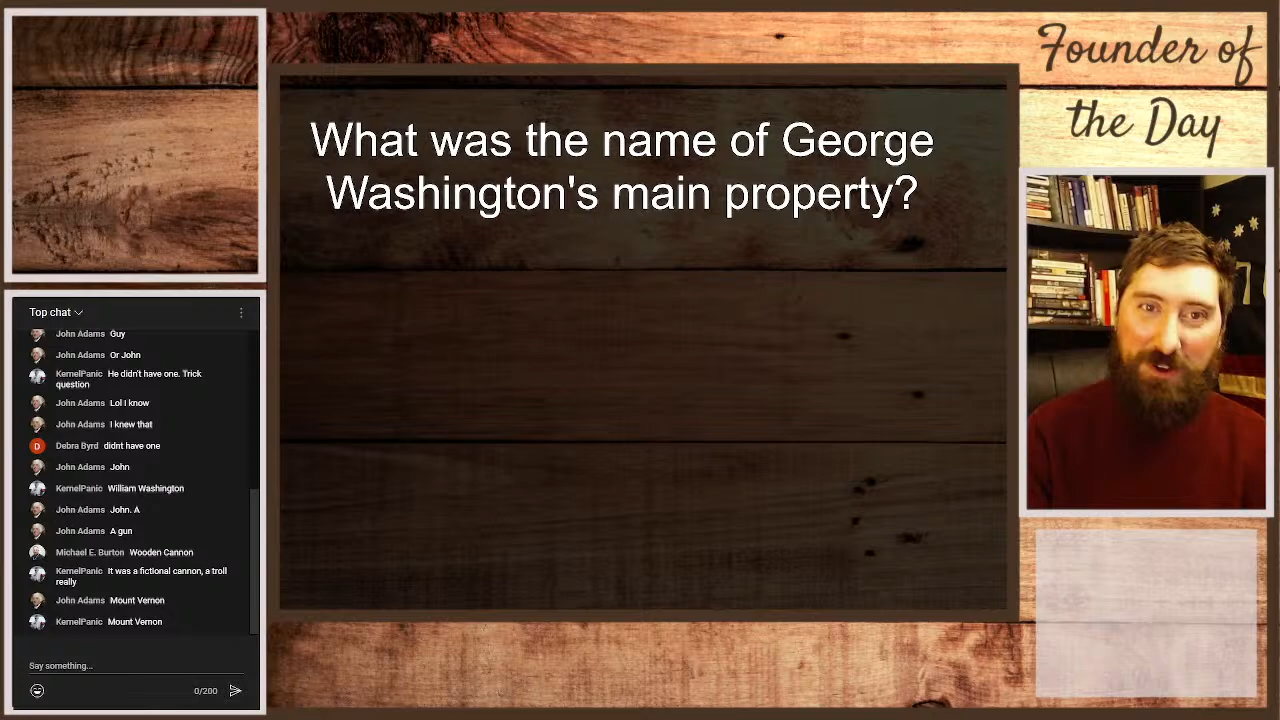 Founder of
the Day
What was the name of George
Washington's main property?
Top chat
John Adams Guy
John Adams Or John
KernelPanic He didn't have one. Trick
question
John Adams Lol I know
John Adams I knew that
D
Debra Byrd didnt have one
John Adams John
KernelPanic William Washington
John Adams John. A
John Adams A gun
Michael E. Burton Wooden Cannon
KernelPanic It was a fictional cannon, a troll
really
John Adams Mount Vernon
KernelPanic Mount Vernon
Say something...
0/200